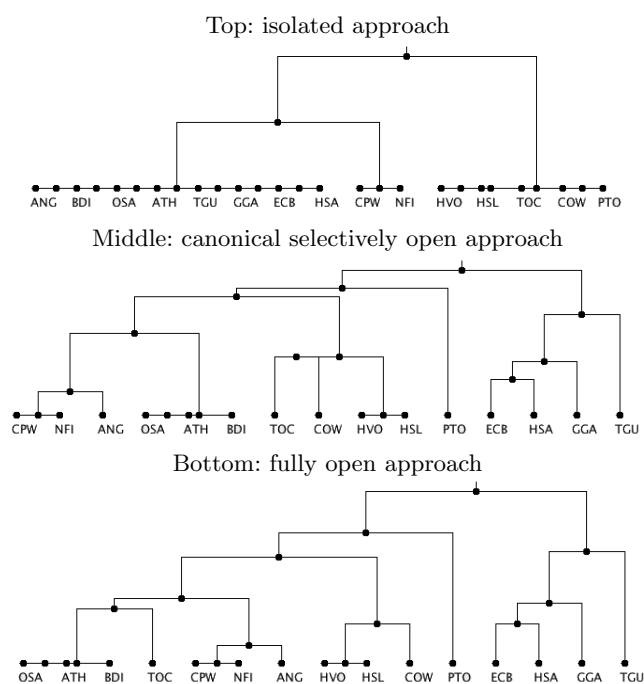 Top: isolated approach
ANG BDI OSA ATH TGU GGA ECB HSA CPW NFI HVO HSL TOC COW PTO
Middle: canonical selectively open approach
CPW NFI ANG OSA ATH BDI TOC COW HVO HSL PTO ECB HSA GGA TGU
Bottom: fully open approach
OSA ATH BDI TOC CPW NFI ANG HVO HSL COW PTO ECB HSA GGA TGU